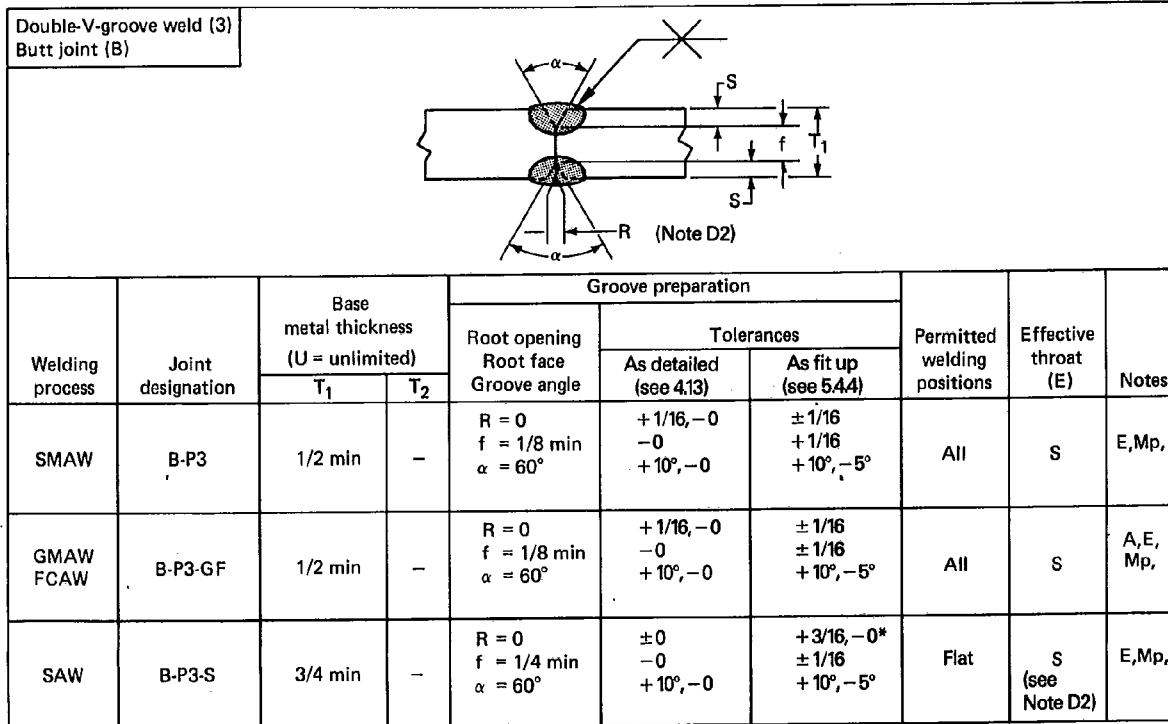 Double-V-groove weld (3)
Butt joint (B)
α
S
f
T1
S
R (Note D2)
α
Welding process
Joint designation
Base metal thickness (U = unlimited)
T1
T2
Groove preparation
Root opening
Root face
Groove angle
Tolerances
As detailed (see 4.13)
As fit up (see 5.4.4)
Permitted welding positions
Effective throat (E)
Notes
SMAW
B-P3
1/2 min
–
R = 0
f = 1/8 min
α = 60°
+1/16,−0
−0
+10°,−0
±1/16
+1/16
+10°,−5°
All
S
E,Mp,
GMAW
FCAW
B-P3-GF
1/2 min
–
R = 0
f = 1/8 min
α = 60°
+1/16,−0
−0
+10°,−0
±1/16
±1/16
+10°,−5°
All
S
A,E,
Mp,
SAW
B-P3-S
3/4 min
–
R = 0
f = 1/4 min
α = 60°
±0
−0
+10°,−0
+3/16,−0*
±1/16
+10°,−5°
Flat
S
(see
Note D2)
E,Mp,